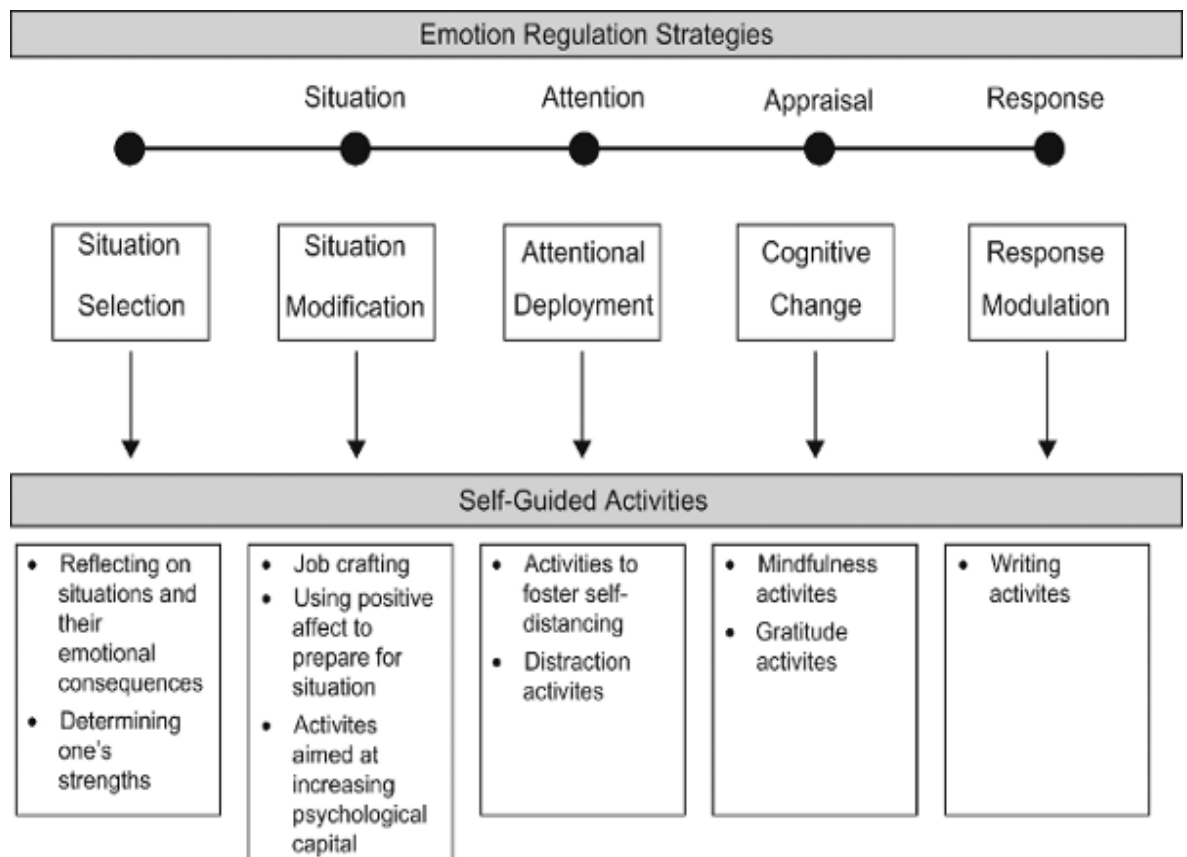 Emotion Regulation Strategies
Situation
Attention
Appraisal
Response
Situation
Selection
Situation
Modification
Attentional
Deployment
Cognitive
Change
Response
Modulation
Self-Guided Activities
• Reflecting on
situations and
their
emotional
consequences
• Determining
one's
strengths
• Job crafting
• Using positive
affect to
prepare for
situation
• Activites
aimed at
increasing
psychological
capital
• Activities to
foster self-
distancing
• Distraction
activites
• Mindfulness
activites
• Gratitude
activites
• Writing
activites